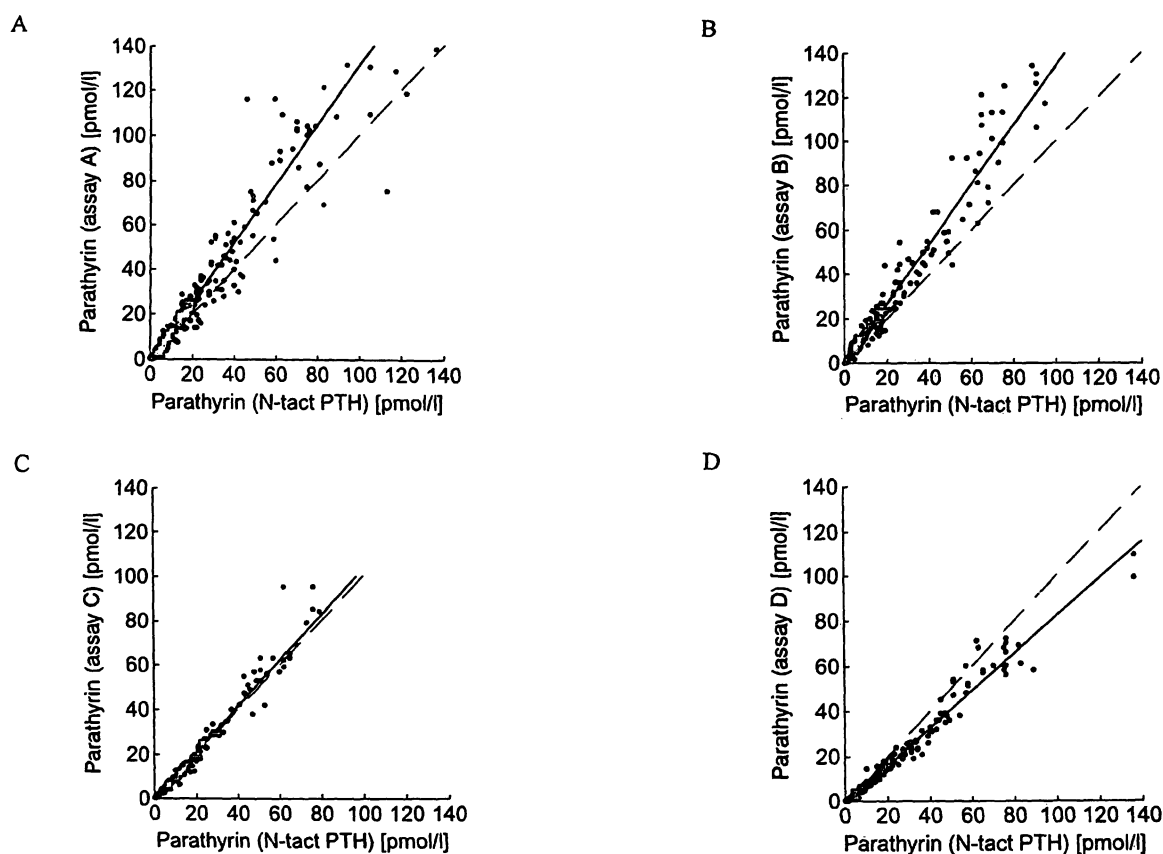 A
Parathyrin (assay A) [pmol/l]
140
120
100
80
60
40
20
0
0 20 40 60 80 100 120 140
Parathyrin (N-tact PTH) [pmol/l]
B
Parathyrin (assay B) [pmol/l]
140
120
100
80
60
40
20
0
0 20 40 60 80 100 120 140
Parathyrin (N-tact PTH) [pmol/l]
C
Parathyrin (assay C) [pmol/l]
140
120
100
80
60
40
20
0
0 20 40 60 80 100 120 140
Parathyrin (N-tact PTH) [pmol/l]
D
Parathyrin (assay D) [pmol/l]
140
120
100
80
60
40
20
0
0 20 40 60 80 100 120 140
Parathyrin (N-tact PTH) [pmol/l]